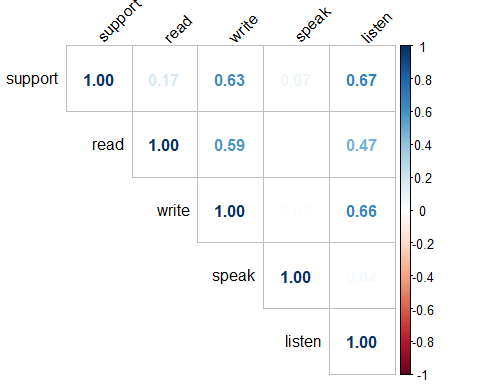 support read write speak listen
support 1.00 0.17 0.63 0.07 0.67
read 1.00 0.59 0.47
write 1.00 0.66
speak 1.00 0.04
listen 1.00
1
0.8
0.6
0.4
0.2
0
-0.2
-0.4
-0.6
-0.8
-1